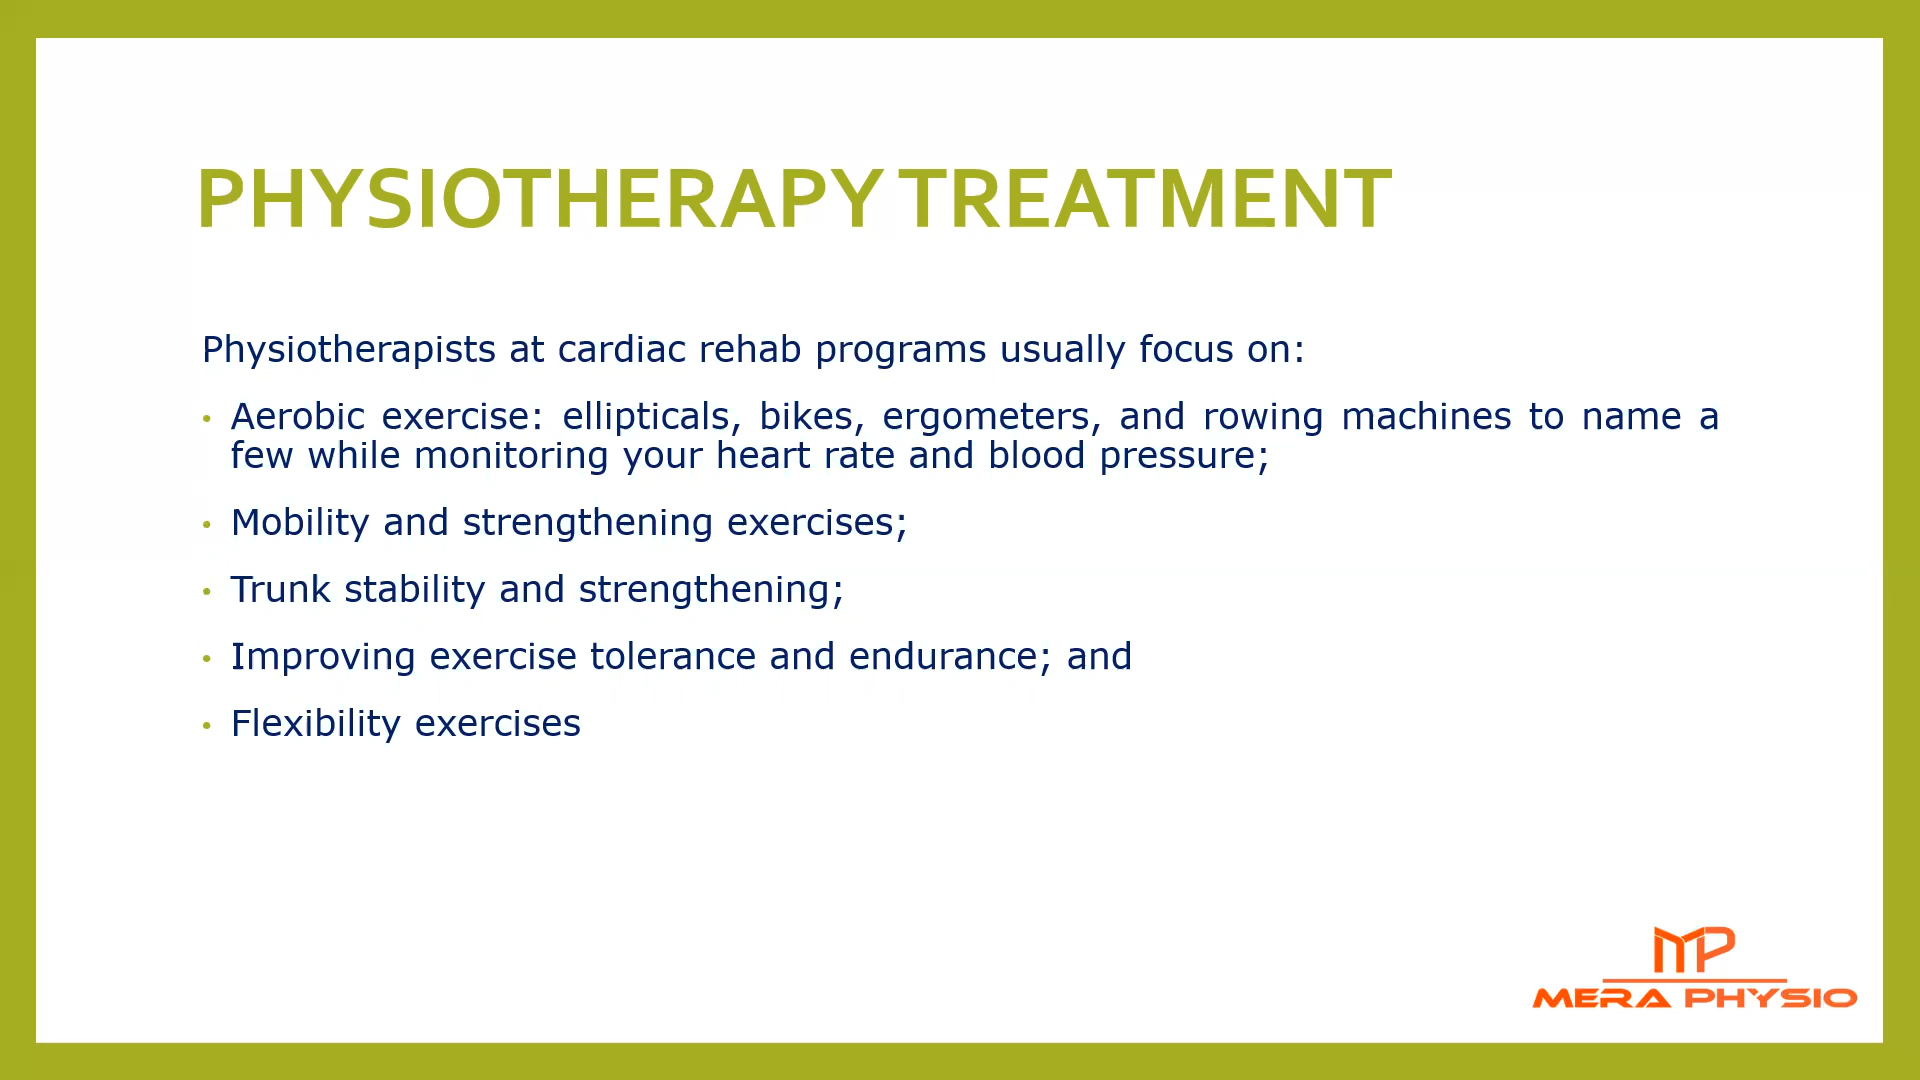 PHYSIOTHERAPY TREATMENT
Physiotherapists at cardiac rehab programs usually focus on:
• Aerobic exercise: ellipticals, bikes, ergometers, and rowing machines to name a
few while monitoring your heart rate and blood pressure;
• Mobility and strengthening exercises;
• Trunk stability and strengthening;
• Improving exercise tolerance and endurance; and
• Flexibility exercises
MP
MERA PHYSIO